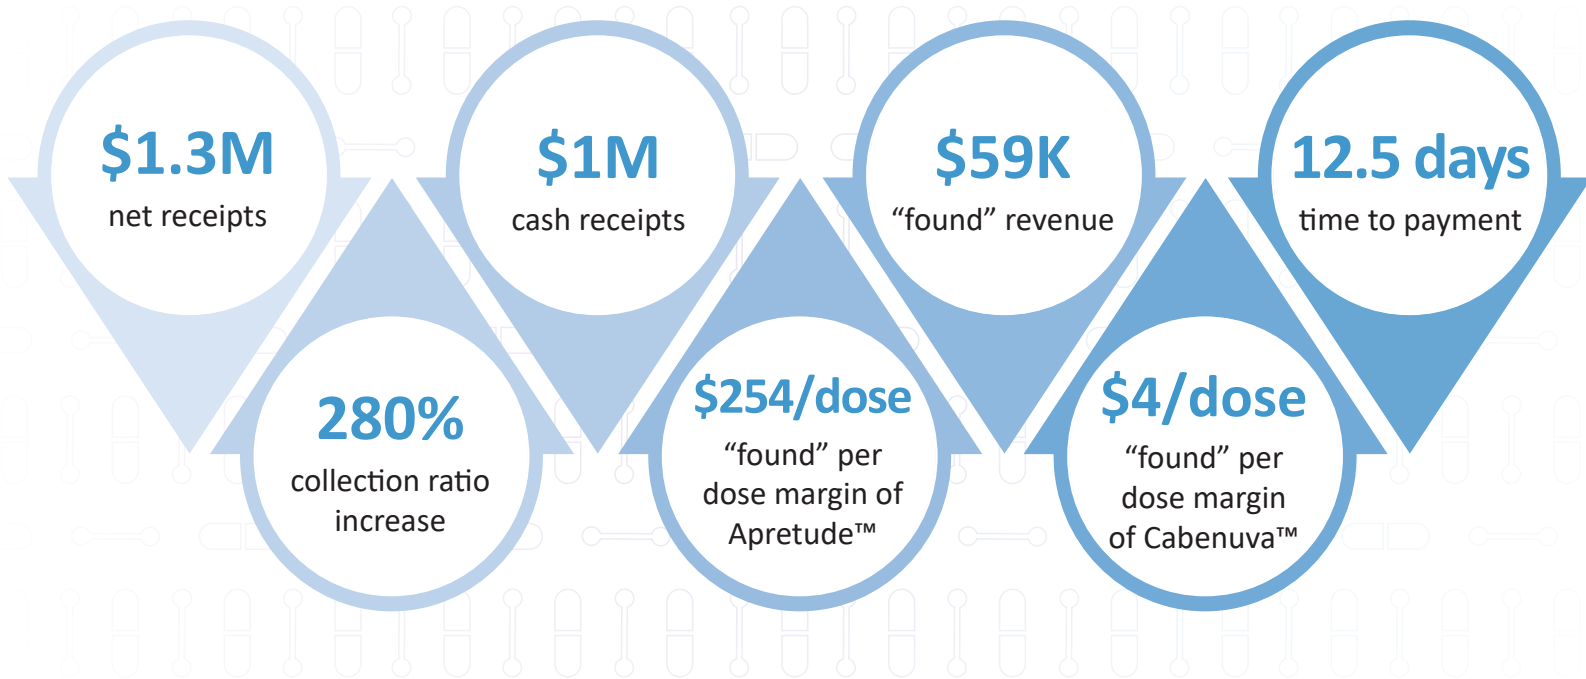 $1.3M
net receipts
280%
collection ratio
increase
$1M
cash receipts
$254/dose
“found” per
dose margin of
Apretude™
$59K
“found” revenue
$4/dose
“found” per
dose margin
of Cabenuva™
12.5 days
time to payment